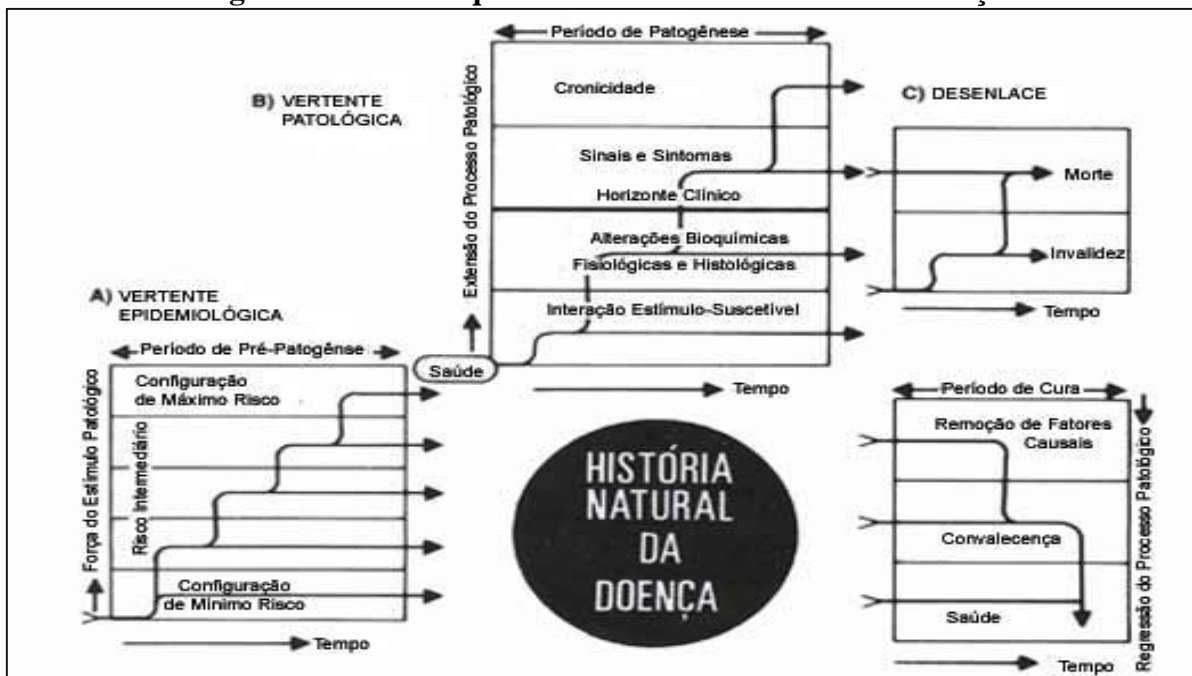 Período de Patogênese
B) VERTENTE
PATOLÓGICA
Extensão do Processo Patológico
Cronicidade
Sinais e Sintomas
Horizonte Clínico
Alterações Bioquímicas
Fisiológicas e Histológicas
Interação Estímulo-Suscetível
Saúde
Tempo
C) DESENLACE
Morte
Invalidez
Tempo
A) VERTENTE
EPIDEMIOLÓGICA
Período de Pré-Patogênse
Força do Estímulo Patológico
Configuração
de Máximo Risco
Risco Intermediário
Configuração
de Mínimo Risco
Tempo
HISTÓRIA
NATURAL
DA
DOENÇA
Período de Cura
Remoção de Fatores
Causais
Convalecença
Saúde
Regressão do Processo Patológico
Tempo